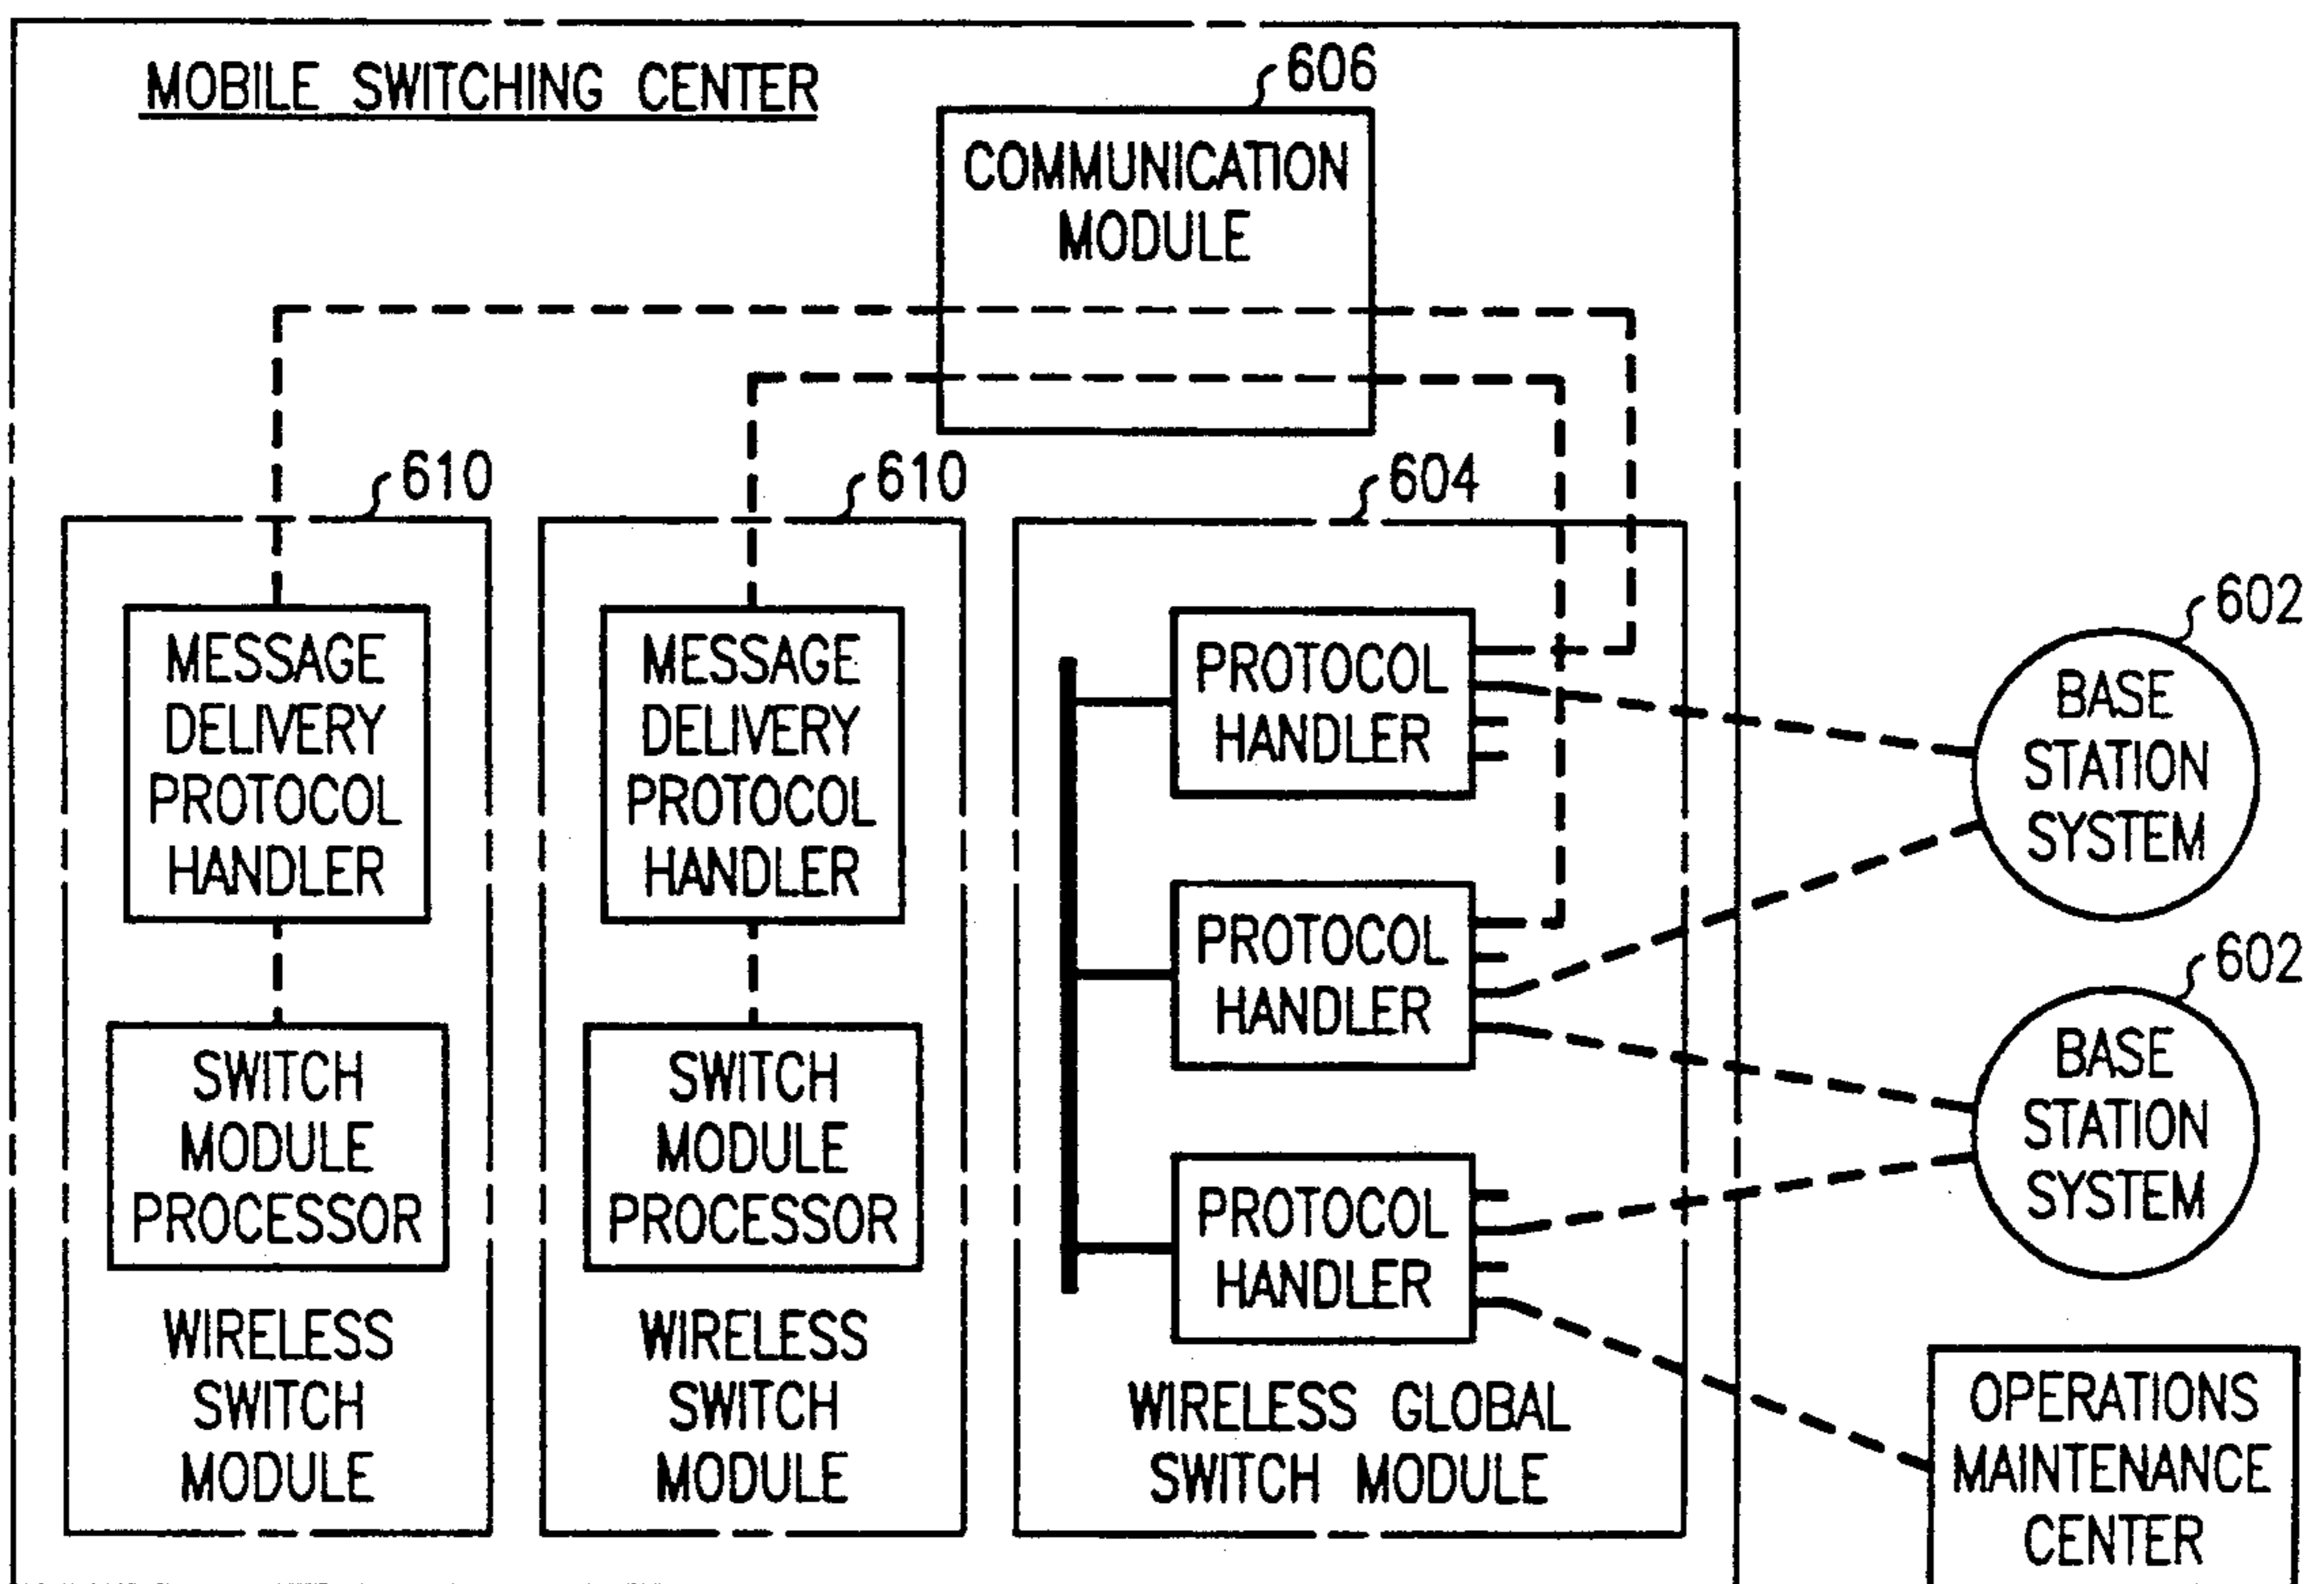 MOBILE SWITCHING CENTER
606
COMMUNICATION
MODULE
610
610
604
MESSAGE
DELIVERY
PROTOCOL
HANDLER
SWITCH
MODULE
PROCESSOR
WIRELESS
SWITCH
MODULE
MESSAGE
DELIVERY
PROTOCOL
HANDLER
SWITCH
MODULE
PROCESSOR
WIRELESS
SWITCH
MODULE
PROTOCOL
HANDLER
PROTOCOL
HANDLER
PROTOCOL
HANDLER
WIRELESS GLOBAL
SWITCH MODULE
602
BASE
STATION
SYSTEM
602
BASE
STATION
SYSTEM
OPERATIONS
MAINTENANCE
CENTER